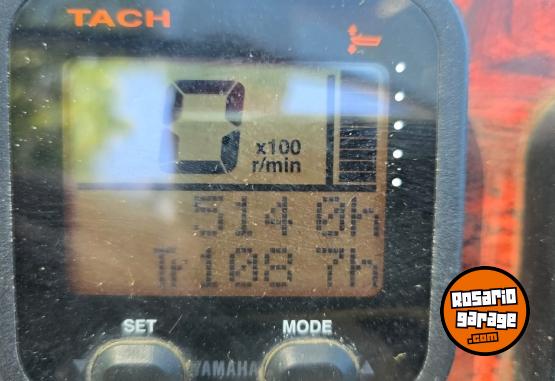 TACH
0
x100
r/min
514 0h
Tr108 7h
SET
MODE
▼ YAMAHA ▲
Rosario
garage
.com